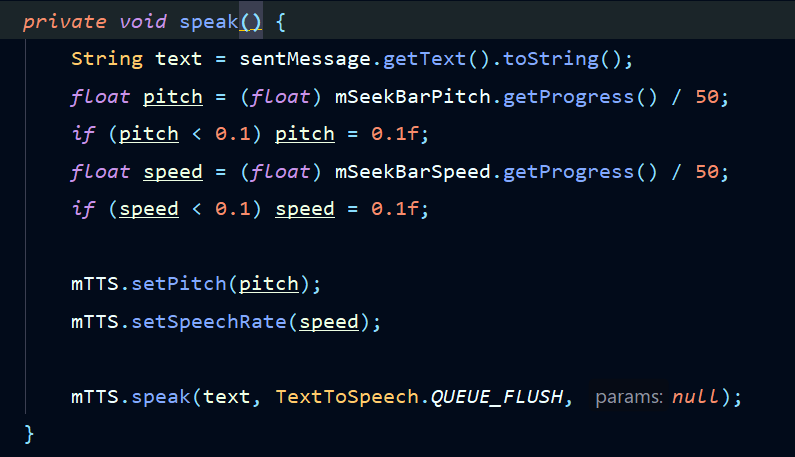 private void speak() {
String text = sentMessage.getText().toString();
float pitch = (float) mSeekBarPitch.getProgress() / 50;
if (pitch < 0.1) pitch = 0.1f;
float speed = (float) mSeekBarSpeed.getProgress() / 50;
if (speed < 0.1) speed = 0.1f;
mTTS.setPitch(pitch);
mTTS.setSpeechRate(speed);
mTTS.speak(text, TextToSpeech.QUEUE_FLUSH, params: null);
}